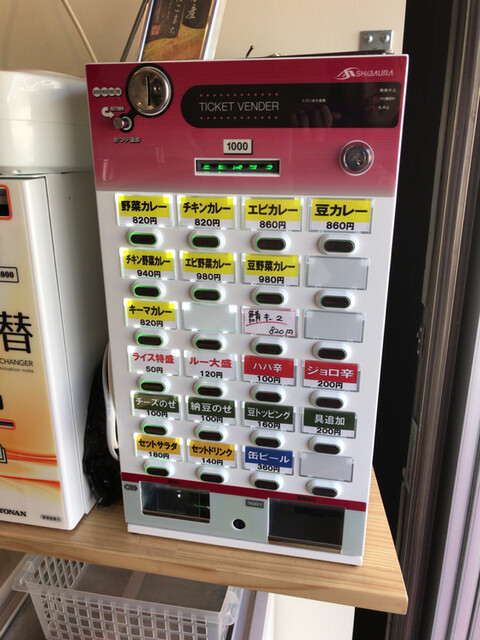 SHIBAURA
TICKET VENDER
RETURN
おつり返却
1000
野菜カレー
820円
チキンカレー
820円
エビカレー
860円
豆カレー
860円
チキン野菜カレー
940円
エビ野菜カレー
980円
豆野菜カレー
980円
キーマカレー
820円
鯖キーマ
820円
ライス特盛
50円
ルー大盛
120円
ハハ辛
100円
ジョロ辛
200円
チーズのせ
100円
納豆のせ
100円
豆トッピング
160円
具追加
200円
セットサラダ
180円
セットドリンク
140円
缶ビール
360円
TICKET
替
CHANGER